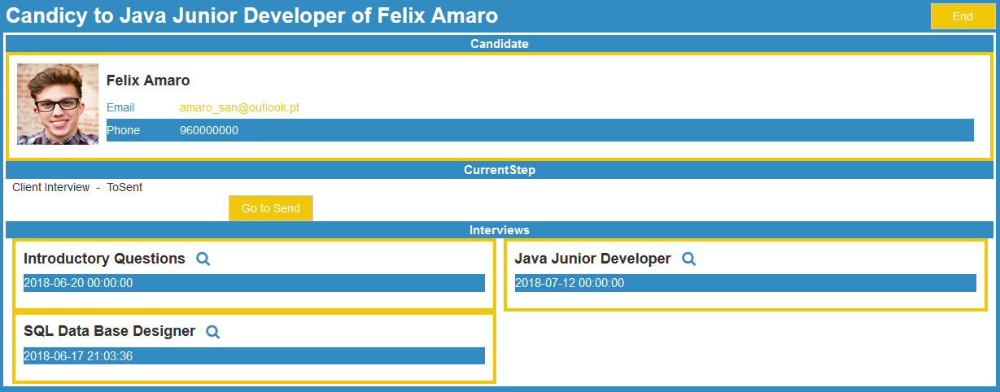 Candicy to Java Junior Developer of Felix Amaro
End
Candidate
Felix Amaro
Email amaro_san@outlook.pt
Phone 960000000
CurrentStep
Client Interview - ToSent
Go to Send
Interviews
Introductory Questions
2018-06-20 00:00:00
Java Junior Developer
2018-07-12 00:00:00
SQL Data Base Designer
2018-06-17 21:03:36